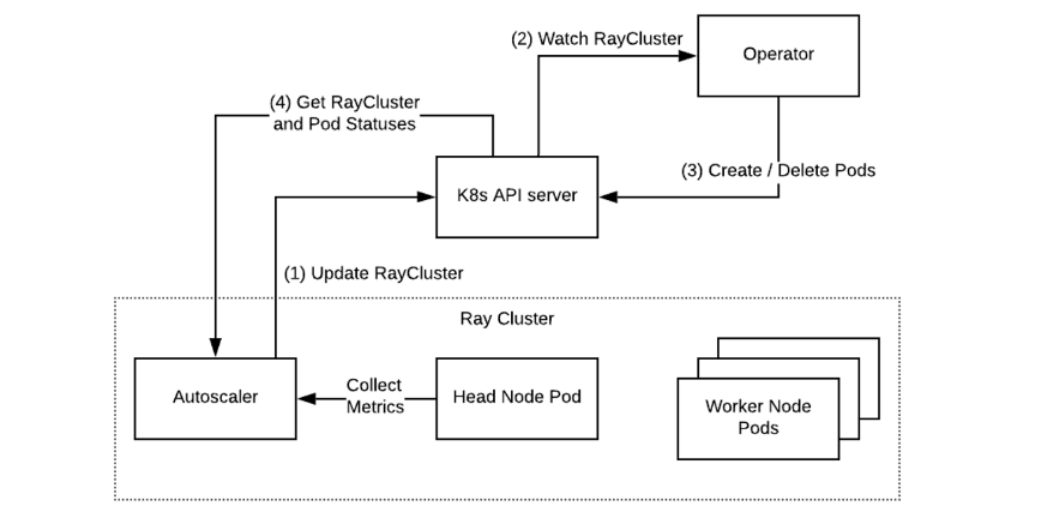 (2) Watch RayCluster
Operator
(4) Get RayCluster
and Pod Statuses
(3) Create / Delete Pods
K8s API server
(1) Update RayCluster
Ray Cluster
Autoscaler
Collect
Metrics
Head Node Pod
Worker Node
Pods